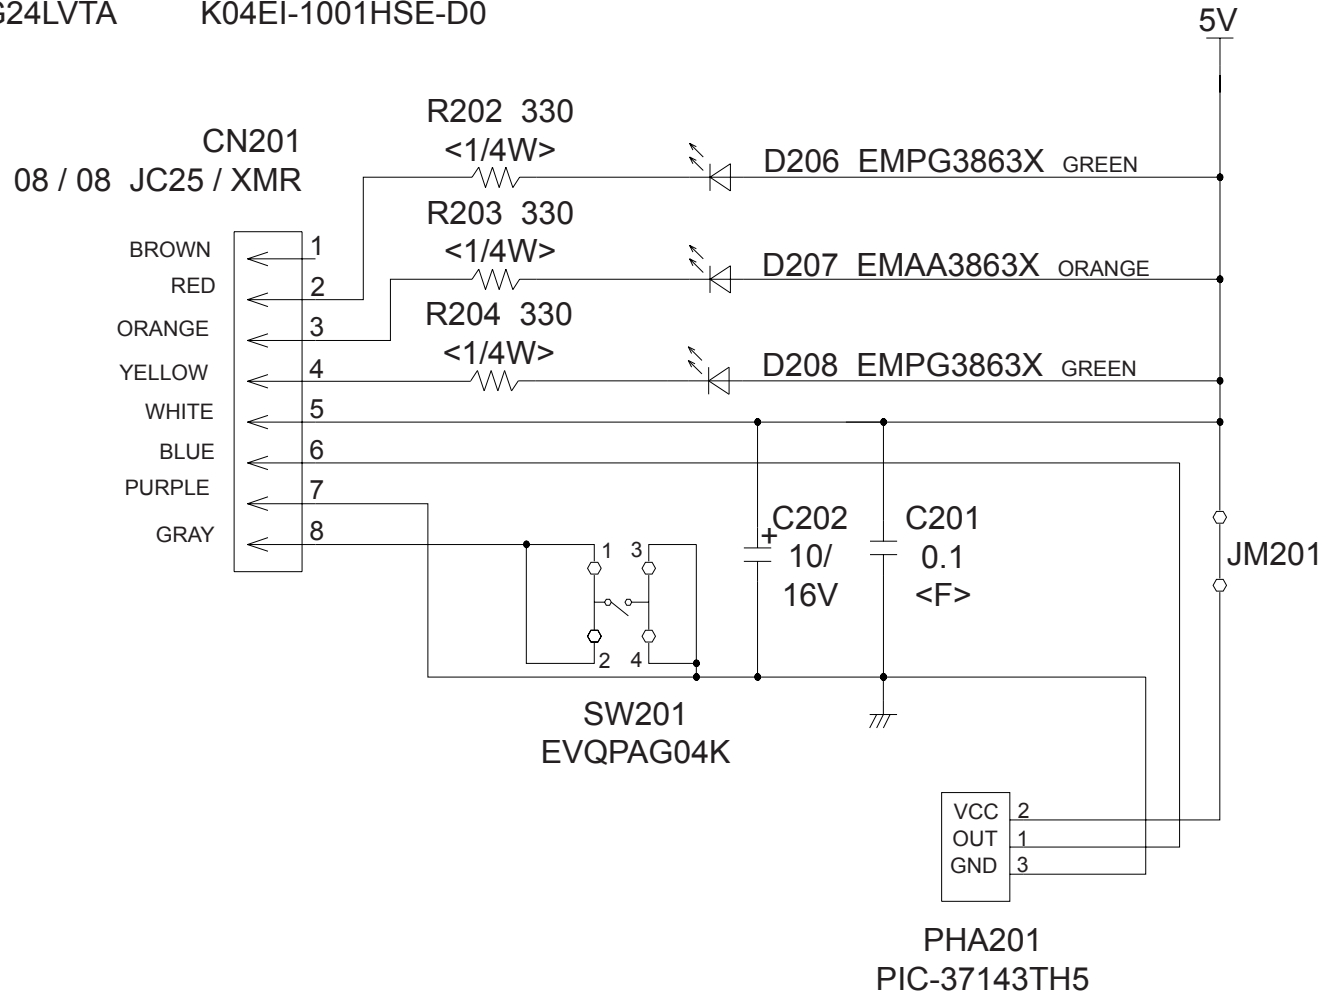 G24LVTA K04EI-1001HSE-D0
5V
R202 330
<1/4W>
CN201
08 / 08 JC25 / XMR
D206 EMPG3863X GREEN
R203 330
<1/4W>
BROWN 1
D207 EMAA3863X ORANGE
RED 2
R204 330
<1/4W>
ORANGE 3
YELLOW 4
D208 EMPG3863X GREEN
WHITE 5
BLUE 6
PURPLE 7
GRAY 8
+
C202
10/
16V
C201
0.1
<F>
JM201
1 3
2 4
SW201
EVQPAG04K
VCC 2
OUT 1
GND 3
PHA201
PIC-37143TH5